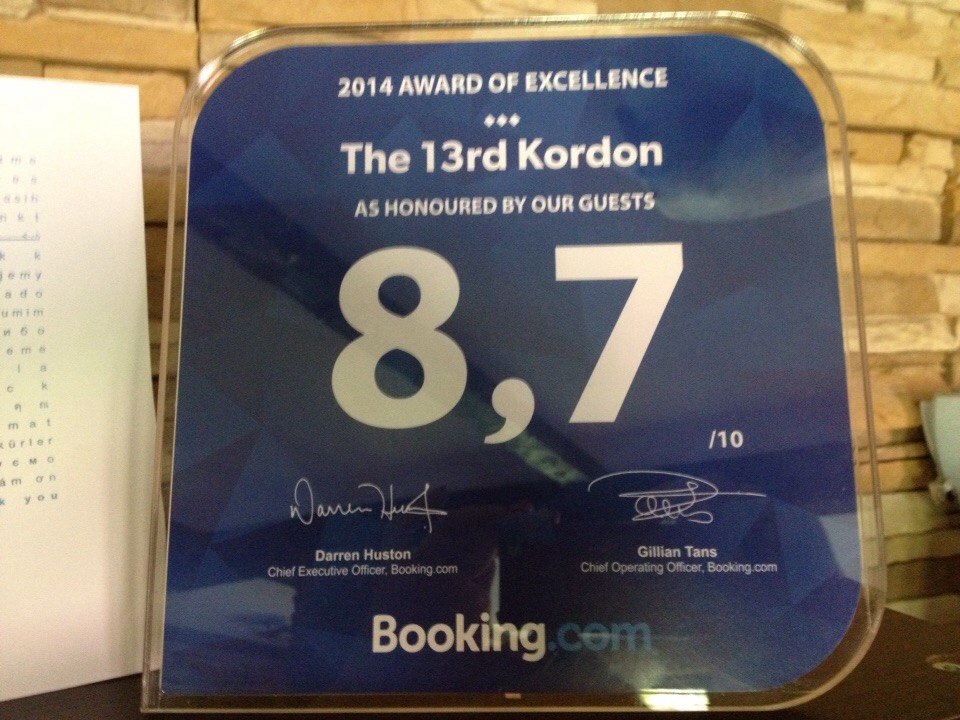 2014 AWARD OF EXCELLENCE
The 13rd Kordon
AS HONOURED BY OUR GUESTS
8,7
/10
Darren Huston
Chief Executive Officer, Booking.com
Gillian Tans
Chief Operating Officer, Booking.com
Booking.com